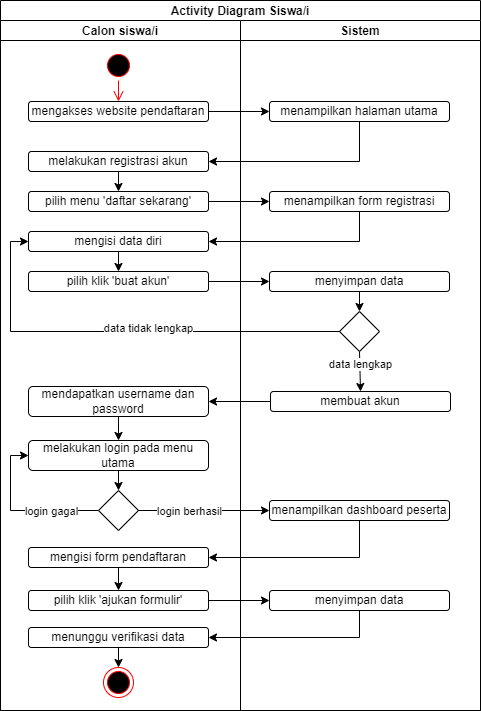 Activity Diagram Siswa/i
Calon siswa/i
Sistem
mengakses website pendaftaran
menampilkan halaman utama
melakukan registrasi akun
pilih menu 'daftar sekarang'
menampilkan form registrasi
mengisi data diri
pilih klik 'buat akun'
menyimpan data
data tidak lengkap
data lengkap
mendapatkan username dan
password
membuat akun
melakukan login pada menu
utama
login gagal
login berhasil
menampilkan dashboard peserta
mengisi form pendaftaran
pilih klik 'ajukan formulir'
menyimpan data
menunggu verifikasi data